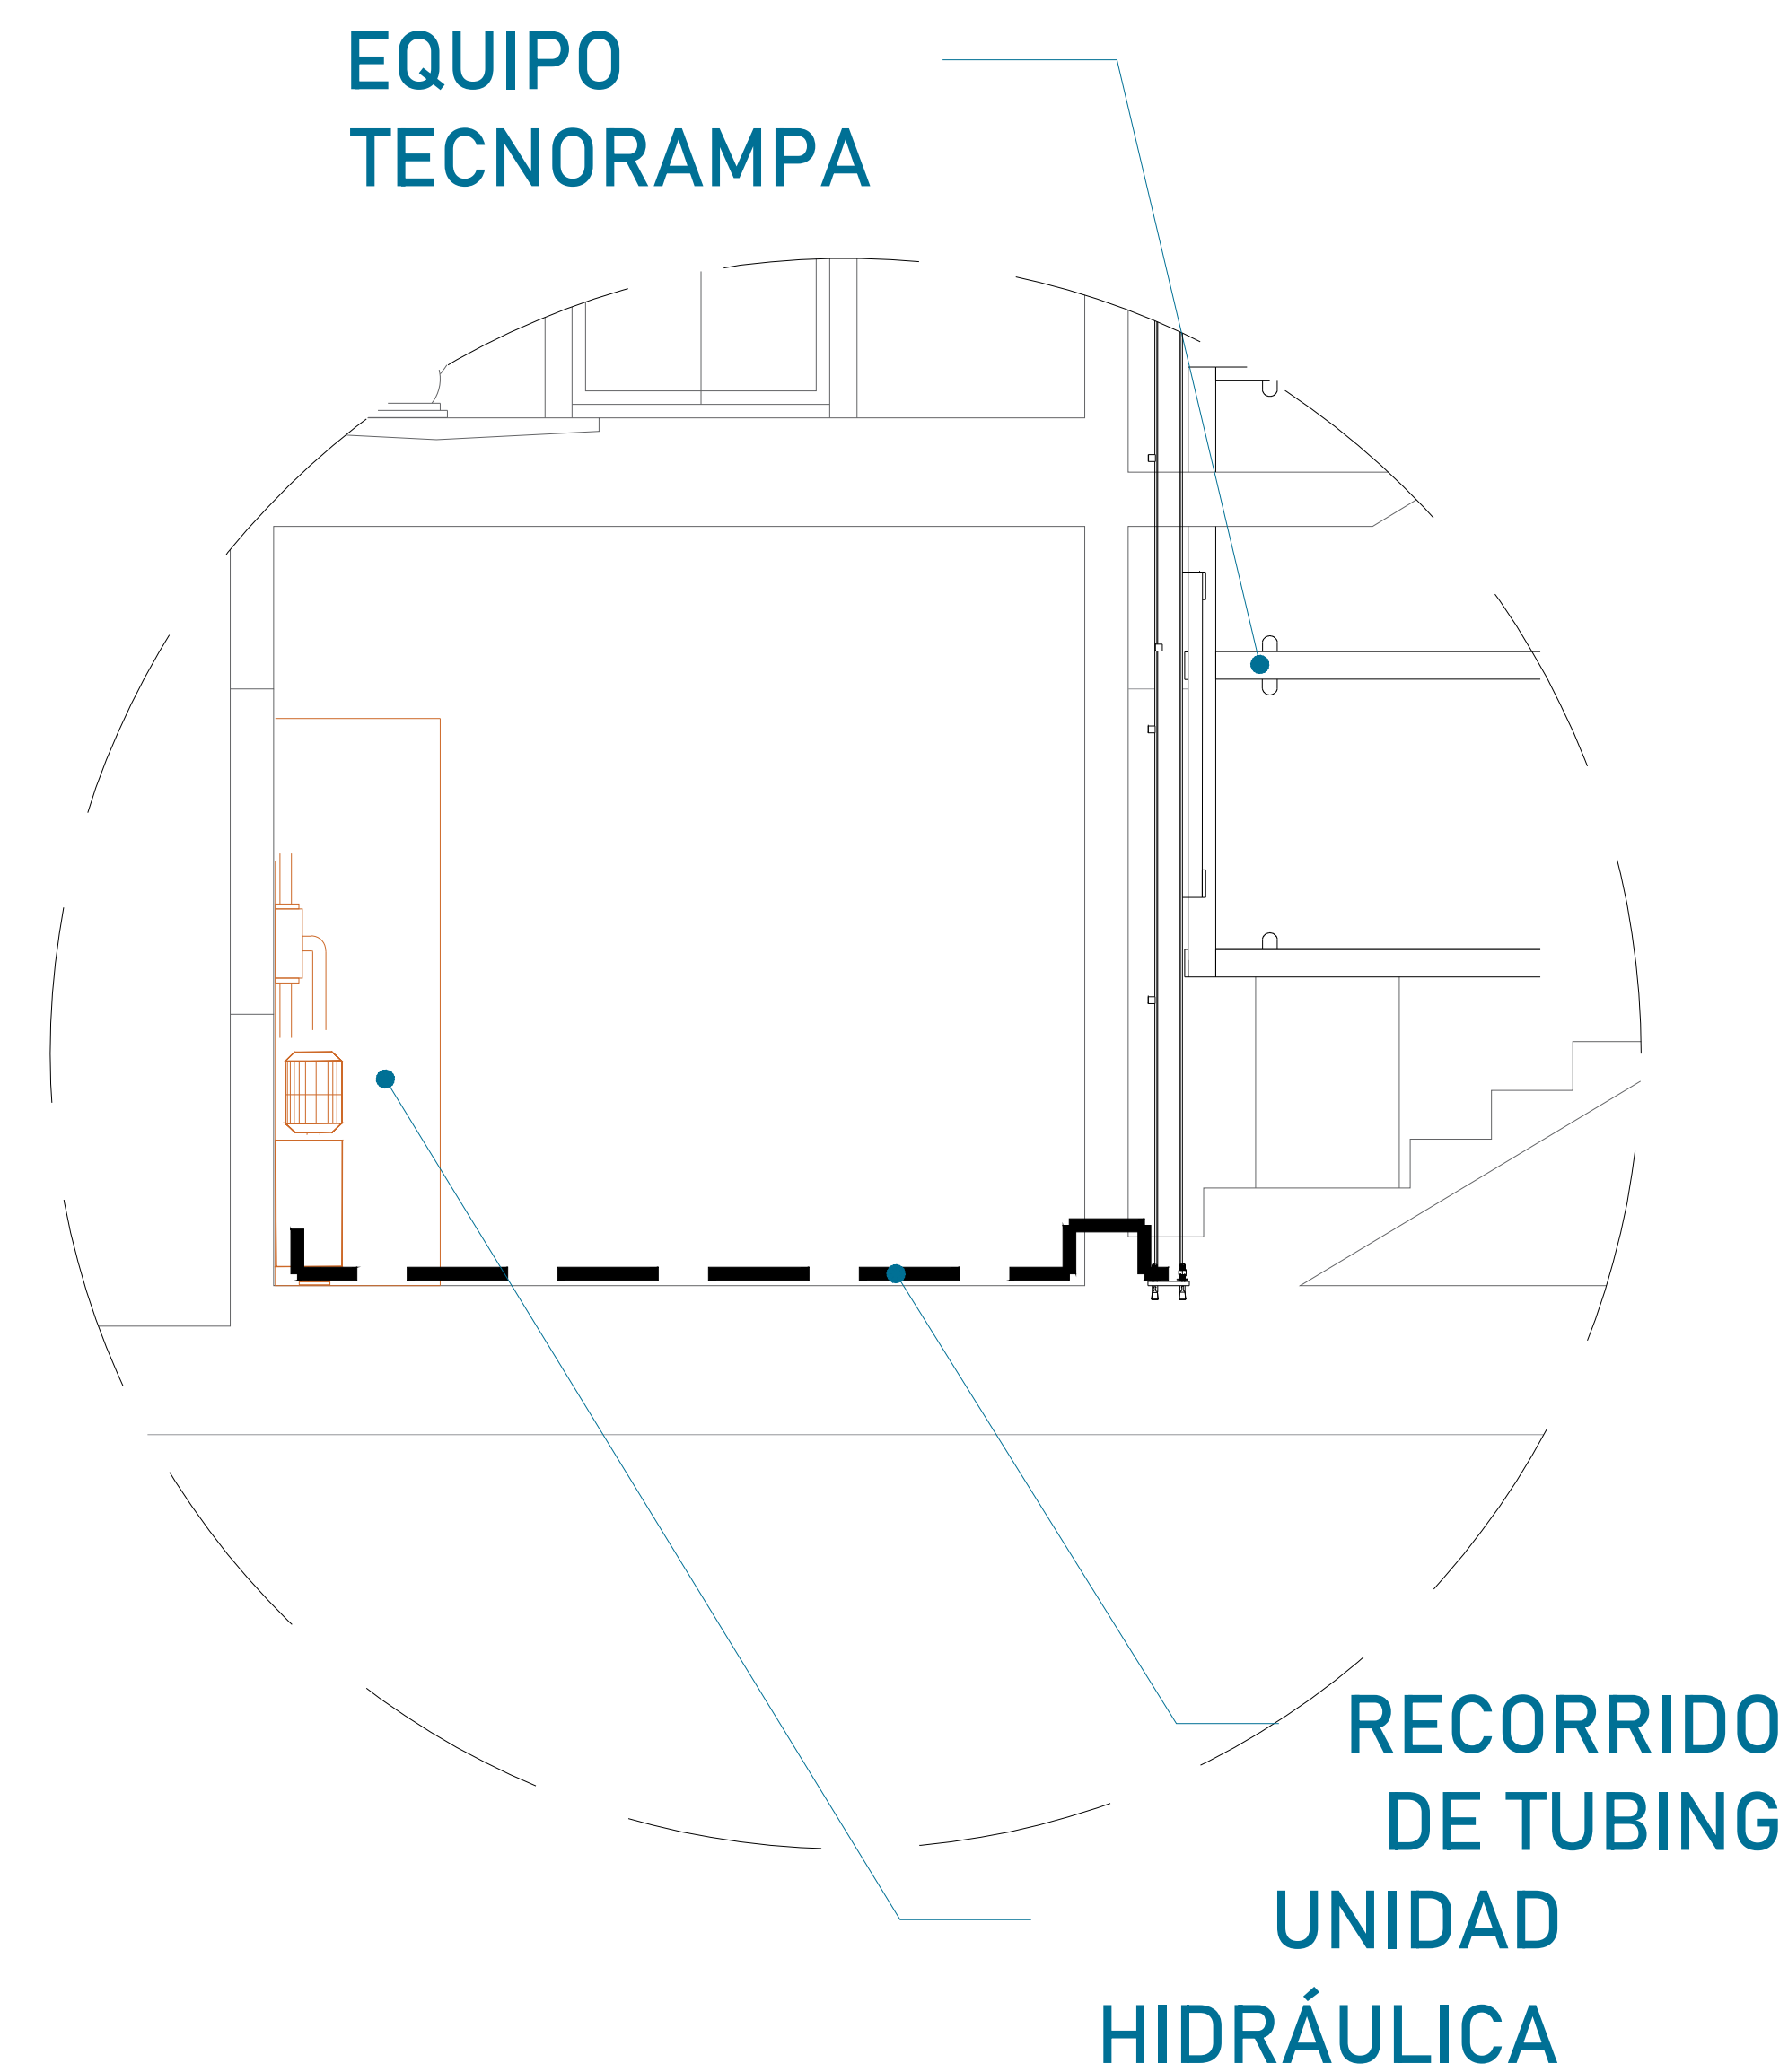 EQUIPO
TECNORAMPA
RECORRIDO
DE TUBING
UNIDAD
HIDRÁULICA